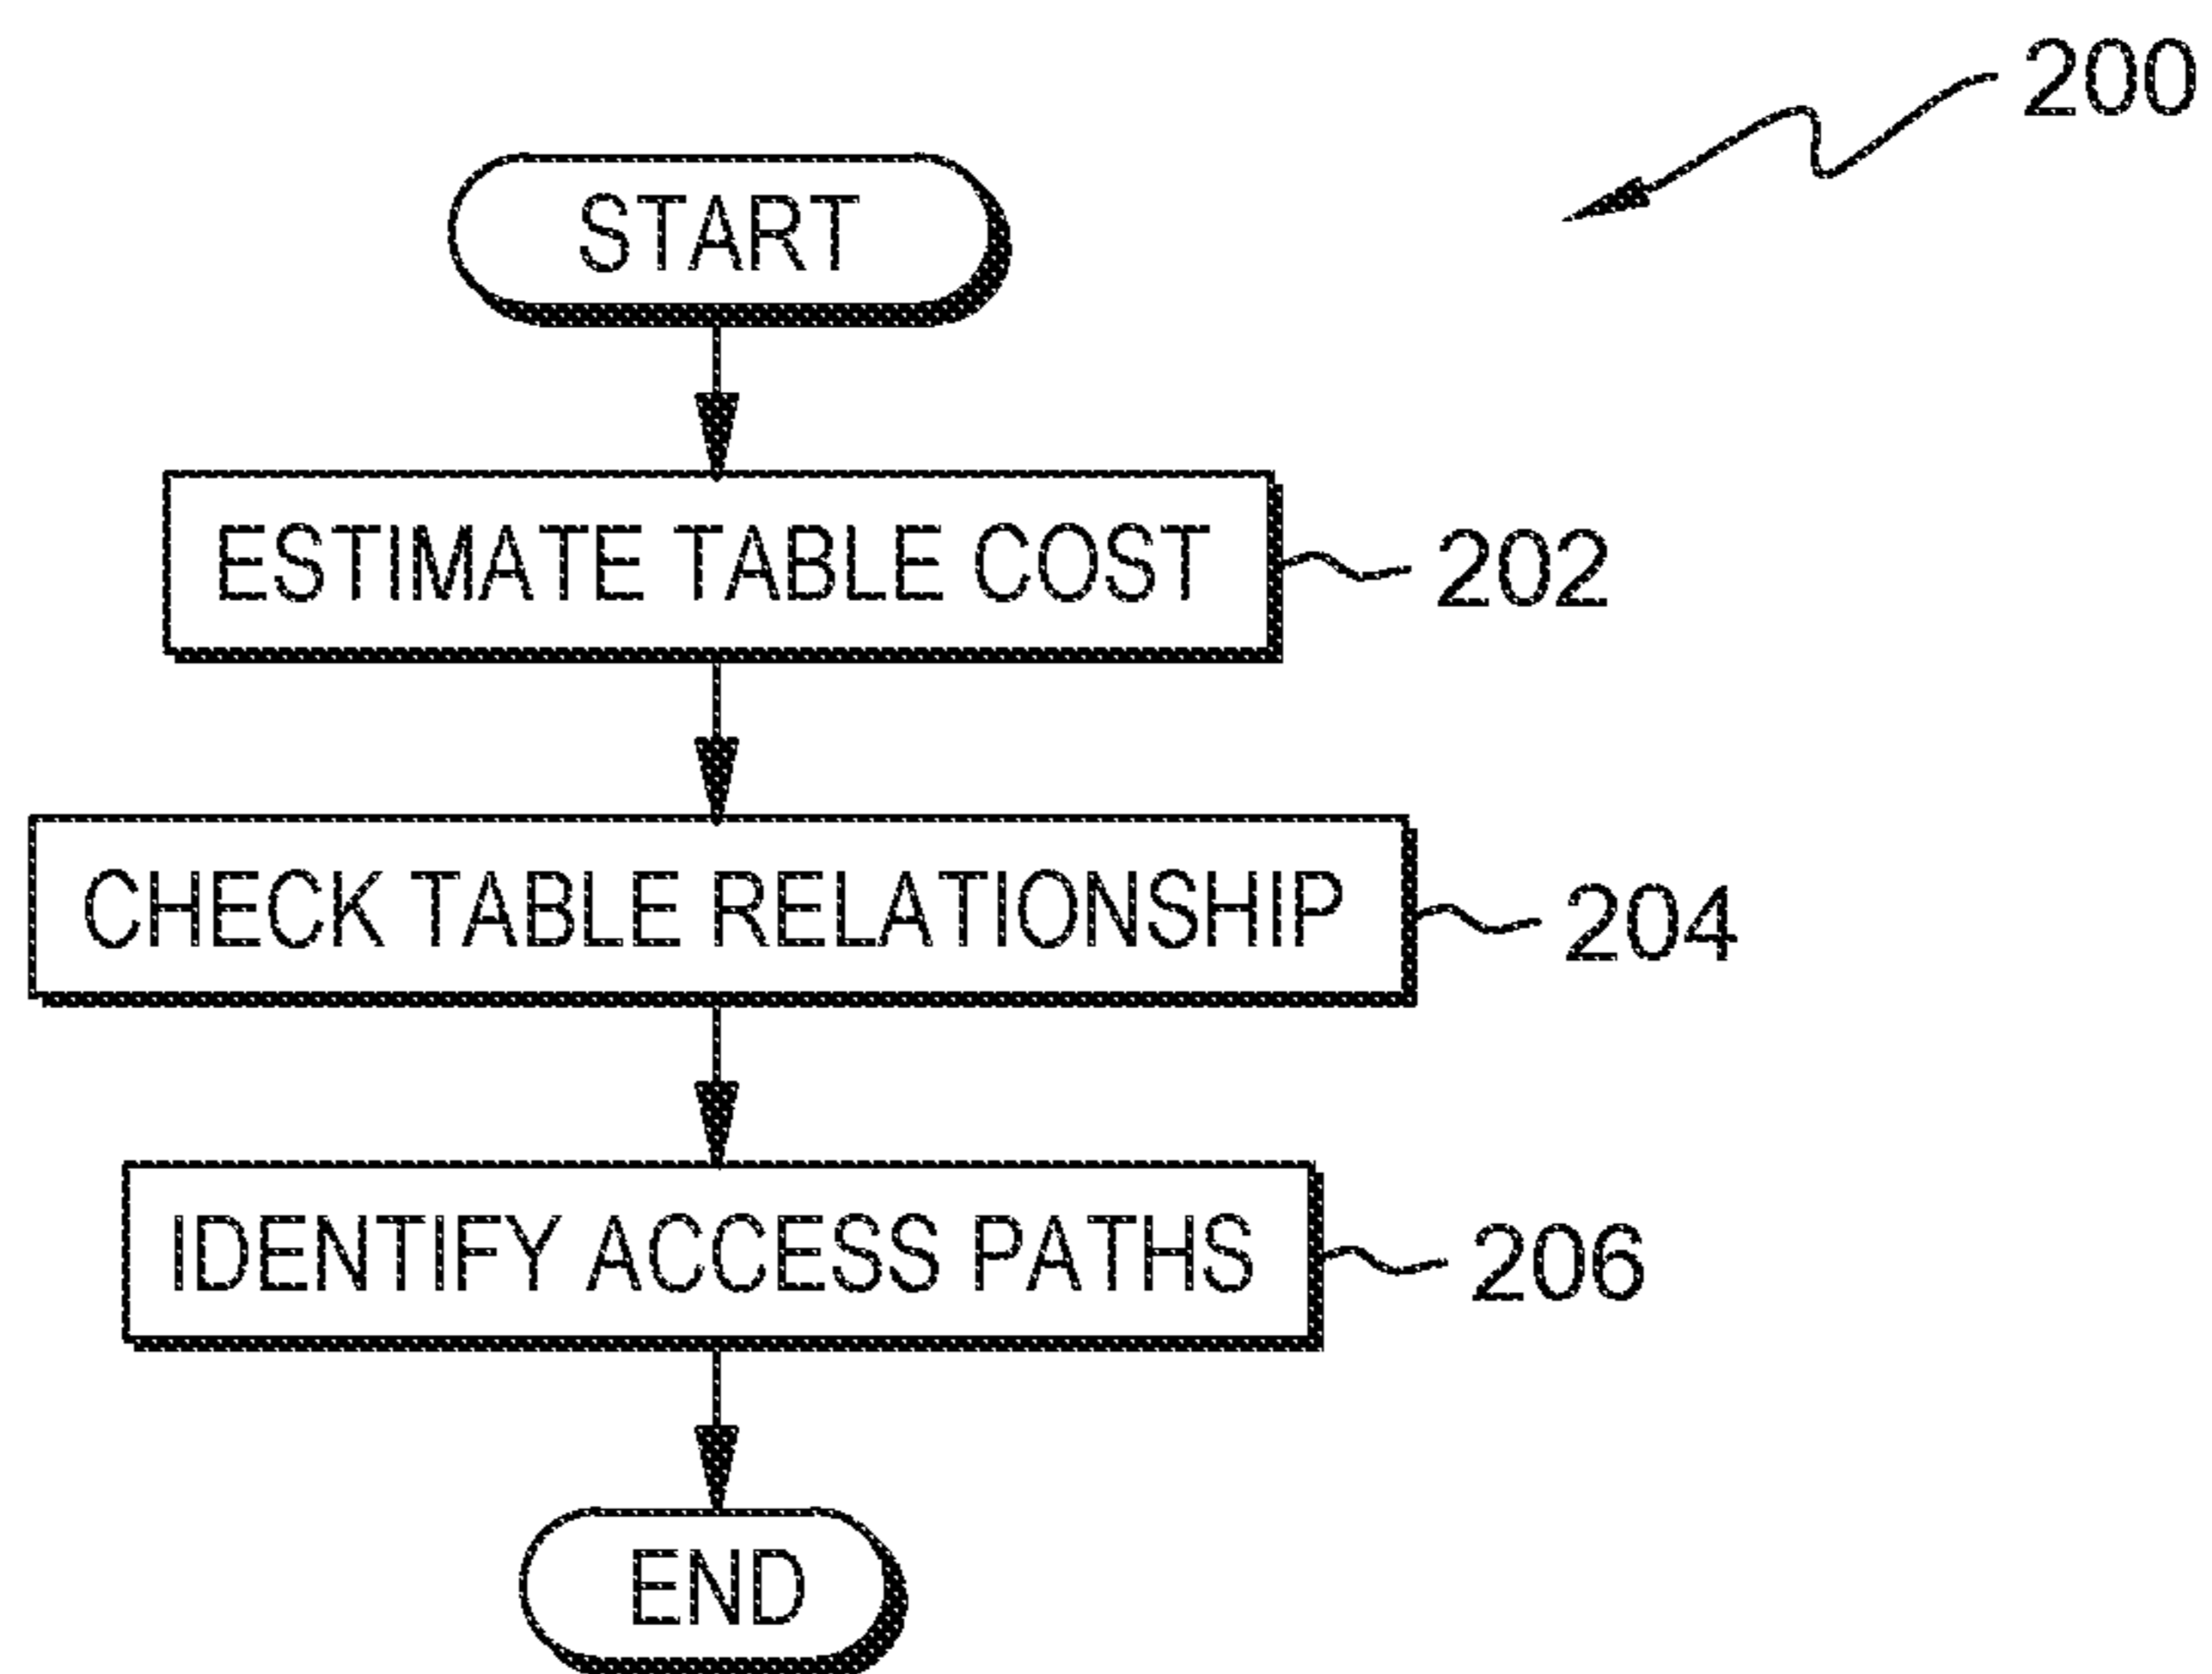 200
START
ESTIMATE TABLE COST
202
CHECK TABLE RELATIONSHIP
204
IDENTIFY ACCESS PATHS
206
END